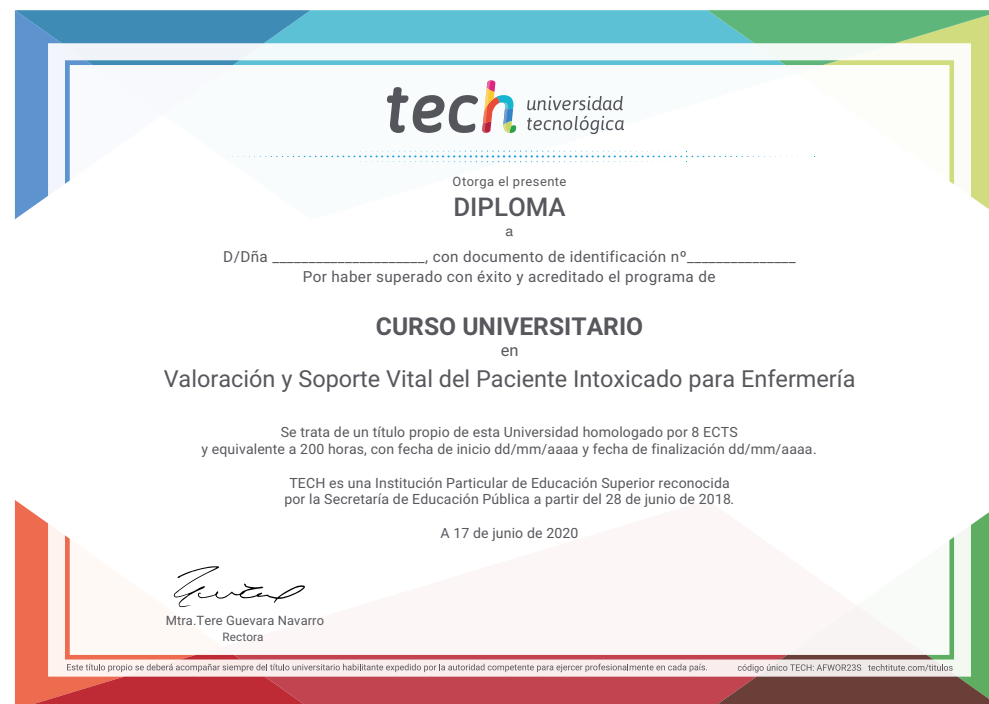 tech universidad
tecnológica
Otorga el presente
DIPLOMA
a
D/Dña _____________________, con documento de identificación nº_______________
Por haber superado con éxito y acreditado el programa de
CURSO UNIVERSITARIO
en
Valoración y Soporte Vital del Paciente Intoxicado para Enfermería
Se trata de un título propio de esta Universidad homologado por 8 ECTS
y equivalente a 200 horas, con fecha de inicio dd/mm/aaaa y fecha de finalización dd/mm/aaaa.
TECH es una Institución Particular de Educación Superior reconocida
por la Secretaría de Educación Pública a partir del 28 de junio de 2018.
A 17 de junio de 2020
Mtra.Tere Guevara Navarro
Rectora
Este título propio se deberá acompañar siempre del título universitario habilitante expedido por la autoridad competente para ejercer profesionalmente en cada país. código único TECH: AFWOR23S techtitute.com/titulos